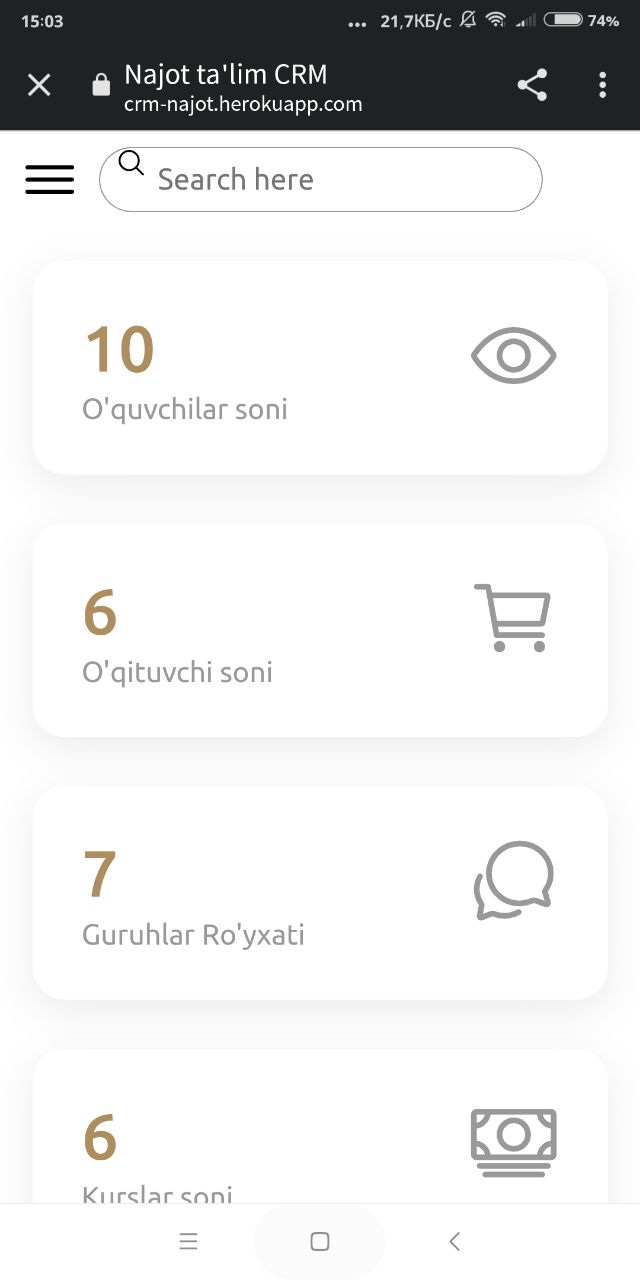 15:03
... 21,7КБ/с 74%
Najot ta'lim CRM
crm-najot.herokuapp.com
Search here
10
O'quvchilar soni
6
O'qituvchi soni
7
Guruhlar Ro'yxati
6
Kurslar soni